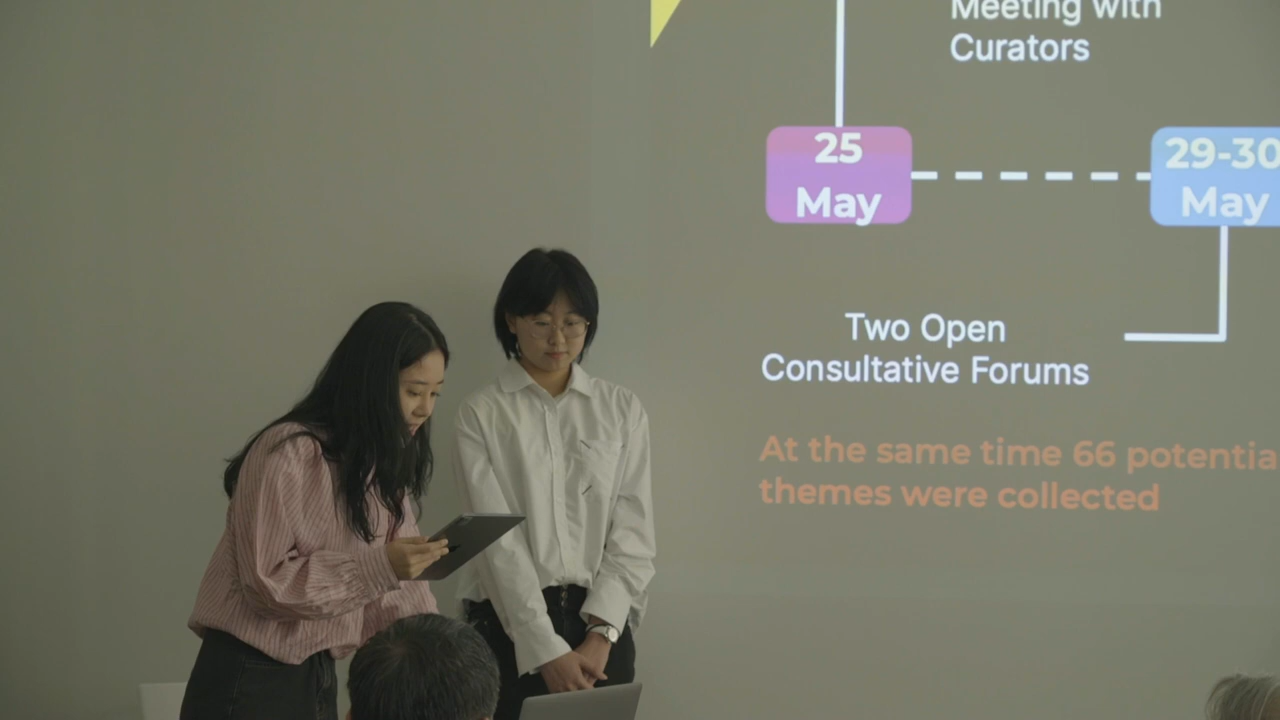 Meeting with
Curators
25
May
29-30
May
Two Open
Consultative Forums
At the same time 66 potentia
themes were collected